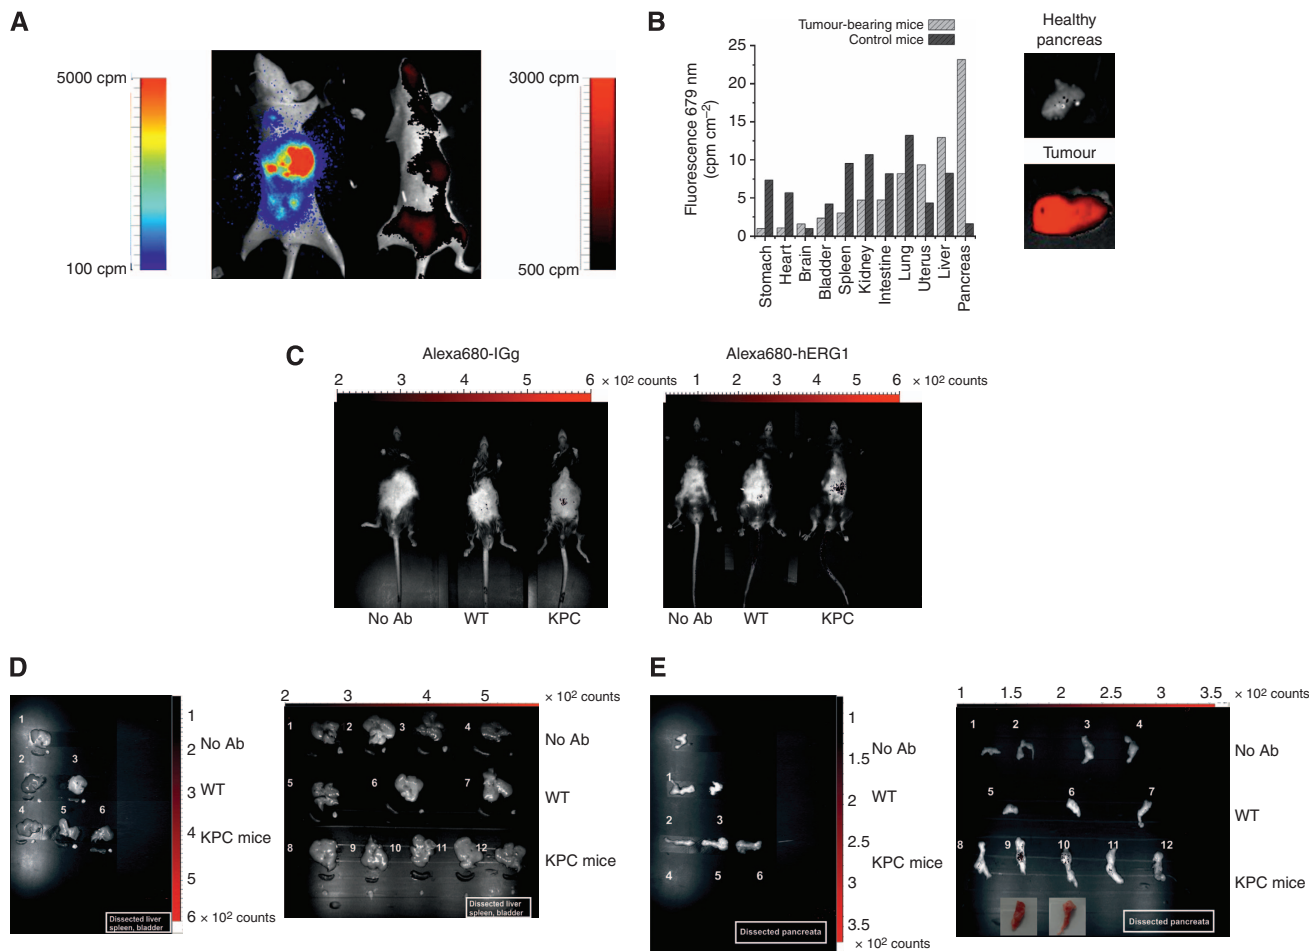 A
5000 cpm
100 cpm
3000 cpm
500 cpm
B
Tumour-bearing mice
Control mice
Fluorescence 679 nm
(cpm cm−2)
25
20
15
10
5
0
Stomach
Heart
Brain
Bladder
Spleen
Kidney
Intestine
Lung
Uterus
Liver
Pancreas
Healthy
pancreas
Tumour
C
Alexa680-IGg
2 3 4 5 6 × 10² counts
No Ab WT KPC
Alexa680-hERG1
1 2 3 4 5 6 × 10² counts
No Ab WT KPC
D
1
2 3
4 5 6
1
2
3
4
5
6 × 10² counts
No Ab
WT
KPC mice
Dissected liver
spleen, bladder
2 3 4 5 × 10² counts
1 2 3 4
5 6 7
8 9 10 11 12
No Ab
WT
KPC mice
Dissected liver
spleen, bladder
E
1
2 3
4 5 6
1
1.5
2
2.5
3
3.5
× 10² counts
No Ab
WT
KPC mice
Dissected pancreata
1 1.5 2 2.5 3 3.5 × 10² counts
1 2 3 4
5 6 7
8 9 10 11 12
No Ab
WT
KPC mice
Dissected pancreata